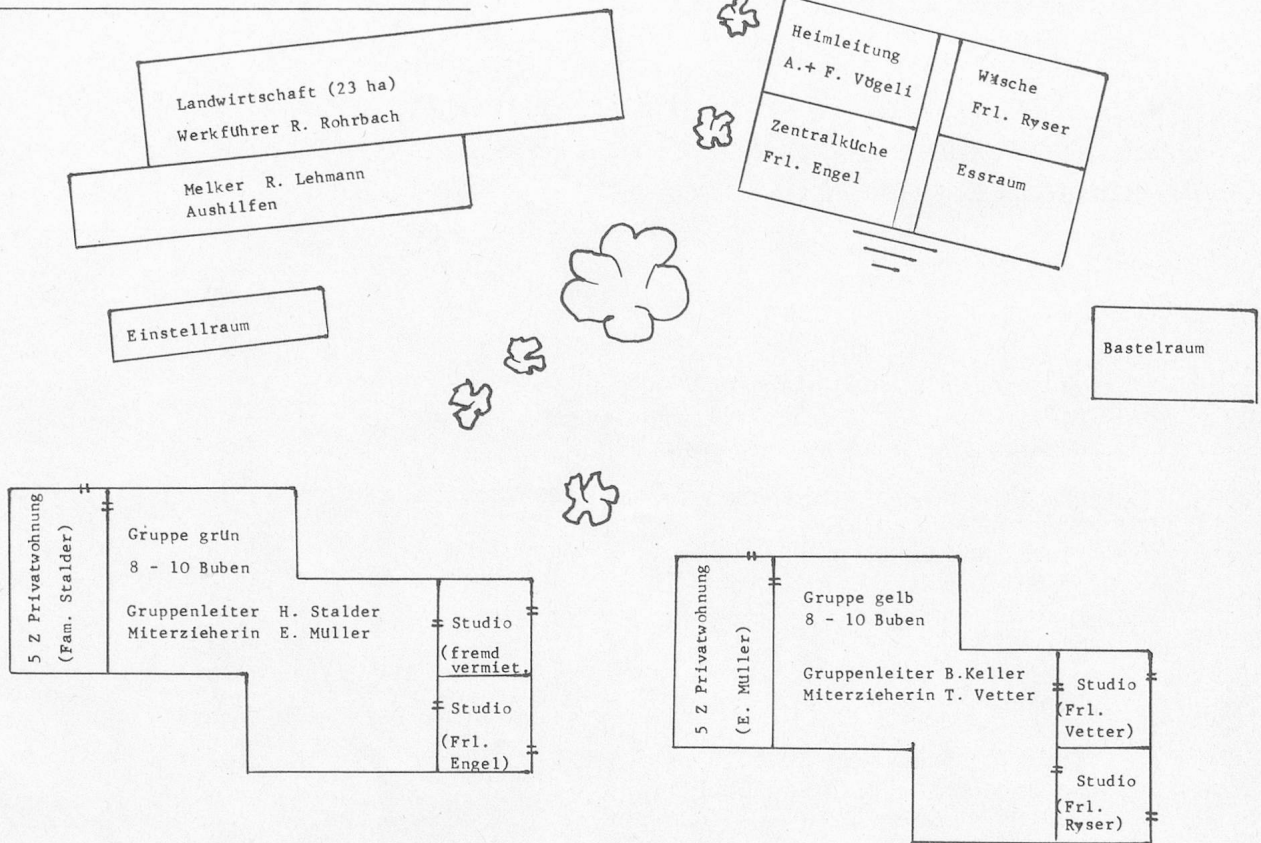 Landwirtschaft (23 ha)
Werkführer R. Rohrbach
Melker R. Lehmann
Aushilfen
Heimleitung
A.+ F. Vögeli
Wäsche
Frl. Ryser
Zentralküche
Frl. Engel
Essraum
Einstellraum
Bastelraum
5 Z Privatwohnung
(Fam. Stalder)
Gruppe grün
8 - 10 Buben
Gruppenleiter H. Stalder
Miterzieherin E. Müller
Studio
(fremd
vermiet.
Studio
(Frl.
Engel)
5 Z Privatwohnung
(E. Müller)
Gruppe gelb
8 - 10 Buben
Gruppenleiter B.Keller
Miterzieherin T. Vetter
Studio
(Frl.
Vetter)
Studio
(Frl.
Ryser)